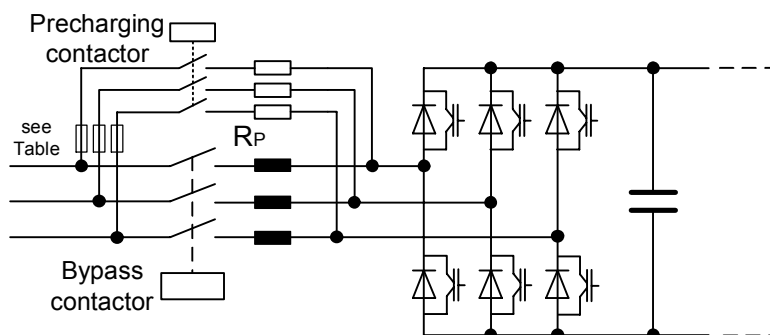 Precharging
contactor
see
Table
RP
Bypass
contactor